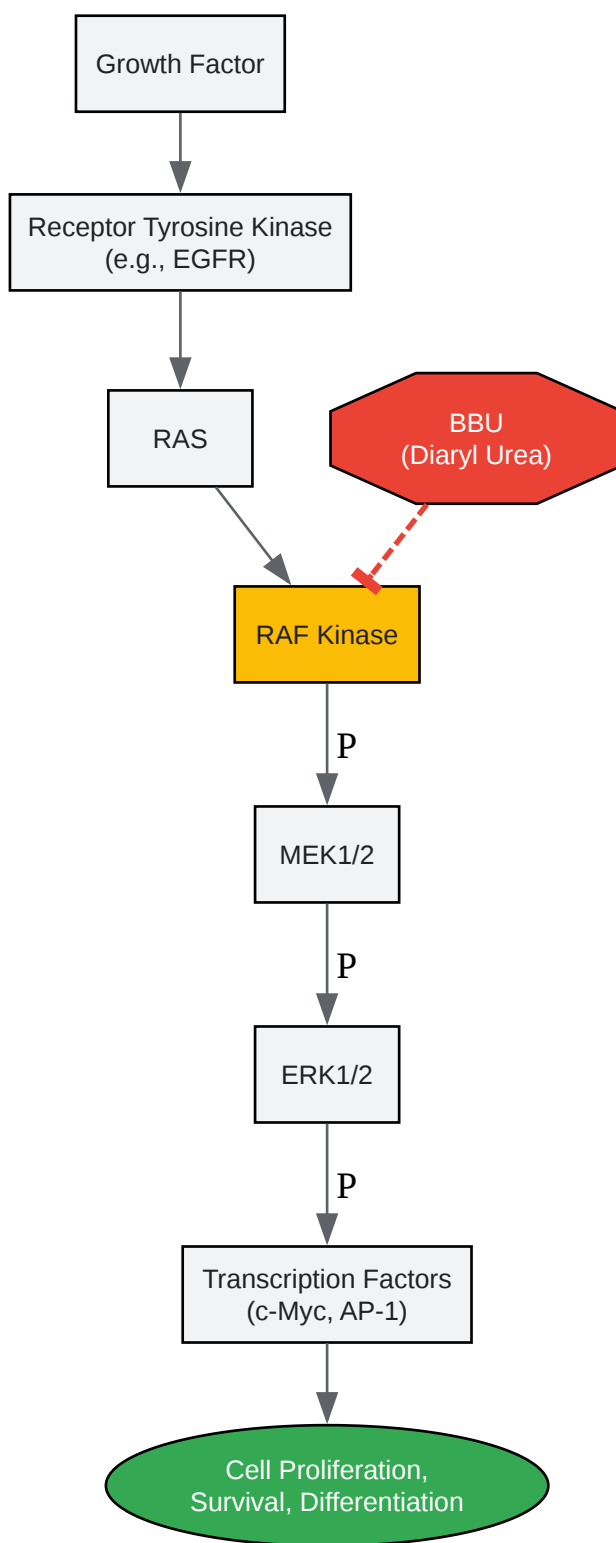 Growth Factor
Receptor Tyrosine Kinase
(e.g., EGFR)
RAS
BBU
(Diaryl Urea)
RAF Kinase
P
MEK1/2
P
ERK1/2
P
Transcription Factors
(c-Myc, AP-1)
Cell Proliferation,
Survival, Differentiation